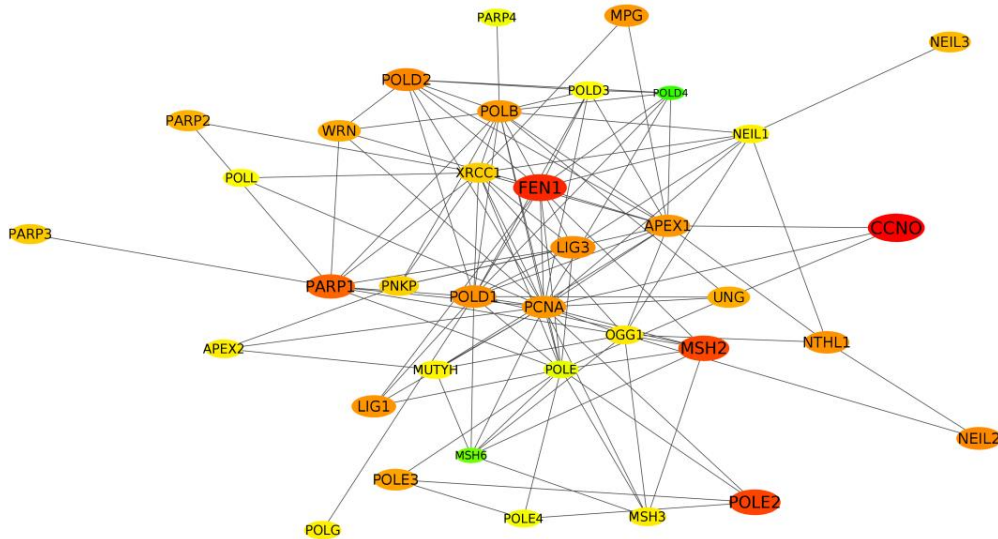 PARP4
MPG
NEIL3
POLD2
POLD3
POLD4
PARP2
POLB
WRN
NEIL1
POLL
XRCC1
FEN1
PARP3
APEX1
CCNO
LIG3
PARP1
PNKP
POLD1
PCNA
UNG
APEX2
OGG1
MSH2
NTHL1
MUTYH
POLE
LIG1
NEIL2
MSH6
POLE3
POLE2
POLG
POLE4
MSH3